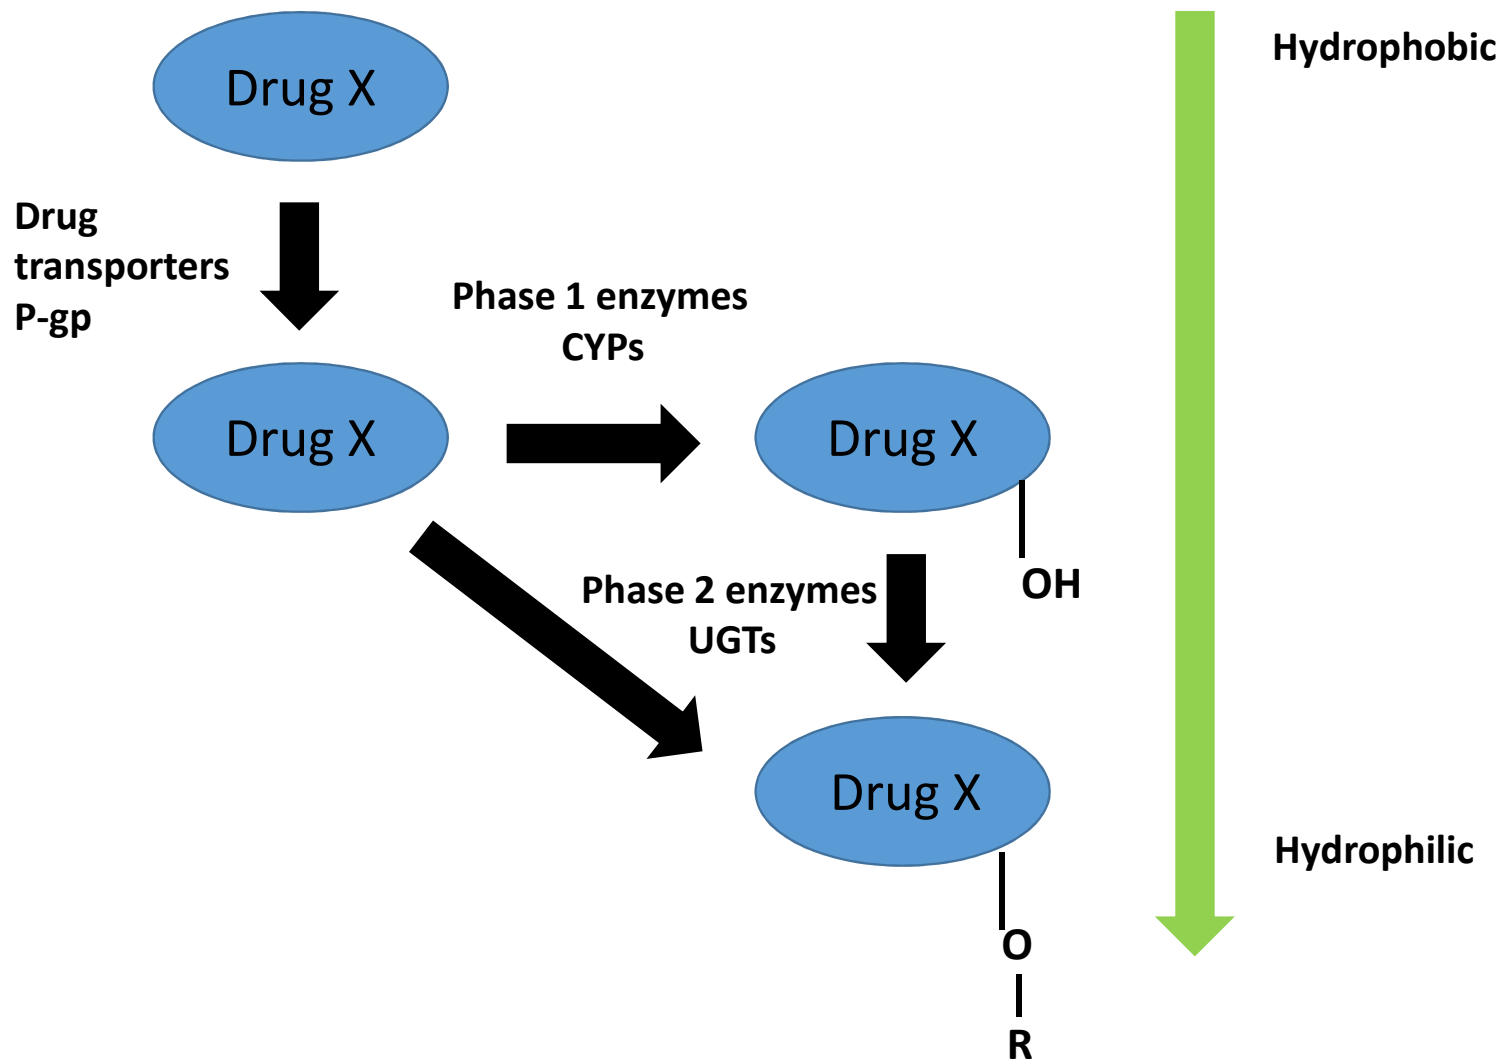 Drug X
Hydrophobic
Drug
transporters
P-gp
Phase 1 enzymes
CYPs
Drug X
Drug X
OH
Phase 2 enzymes
UGTs
Drug X
Hydrophilic
O
R